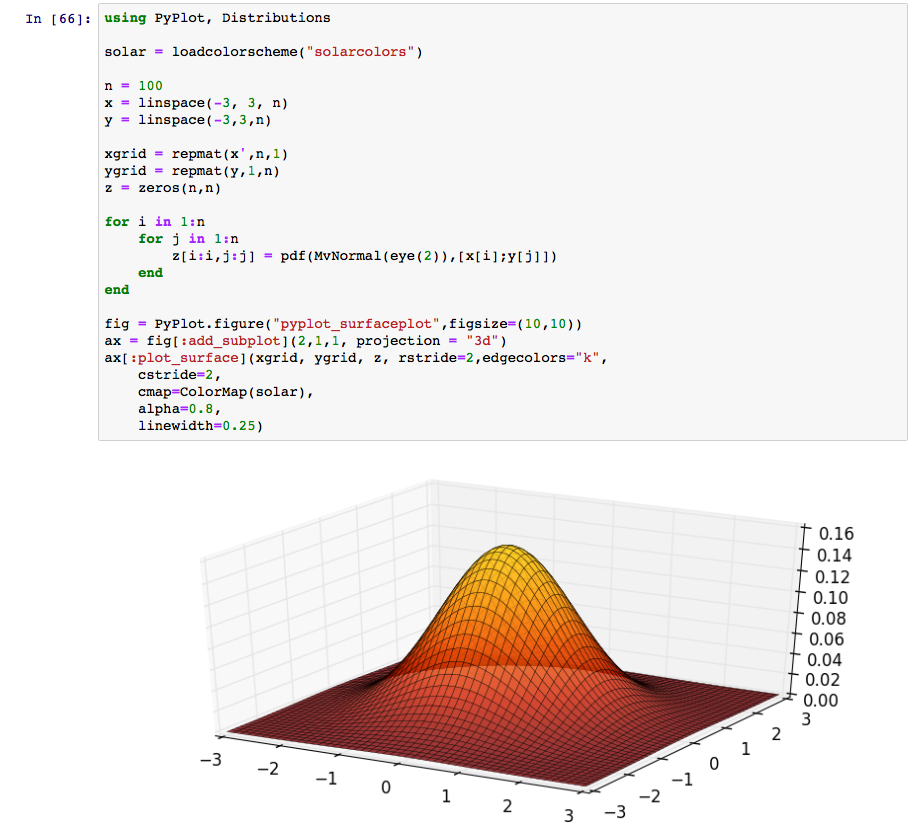 In [66]: using PyPlot, Distributions
solar = loadcolorscheme("solarcolors")
n = 100
x = linspace(-3, 3, n)
y = linspace(-3,3,n)
xgrid = repmat(x',n,1)
ygrid = repmat(y,1,n)
z = zeros(n,n)
for i in 1:n
    for j in 1:n
        z[i:i,j:j] = pdf(MvNormal(eye(2)),[x[i];y[j]])
    end
end
fig = PyPlot.figure("pyplot_surfaceplot",figsize=(10,10))
ax = fig[:add_subplot](2,1,1, projection = "3d")
ax[:plot_surface](xgrid, ygrid, z, rstride=2,edgecolors="k",
    cstride=2,
    cmap=ColorMap(solar),
    alpha=0.8,
    linewidth=0.25)
0.16
0.14
0.12
0.10
0.08
0.06
0.04
0.02
0.00
−3
−2
−1
0
1
2
3
−3
−2
−1
0
1
2
3